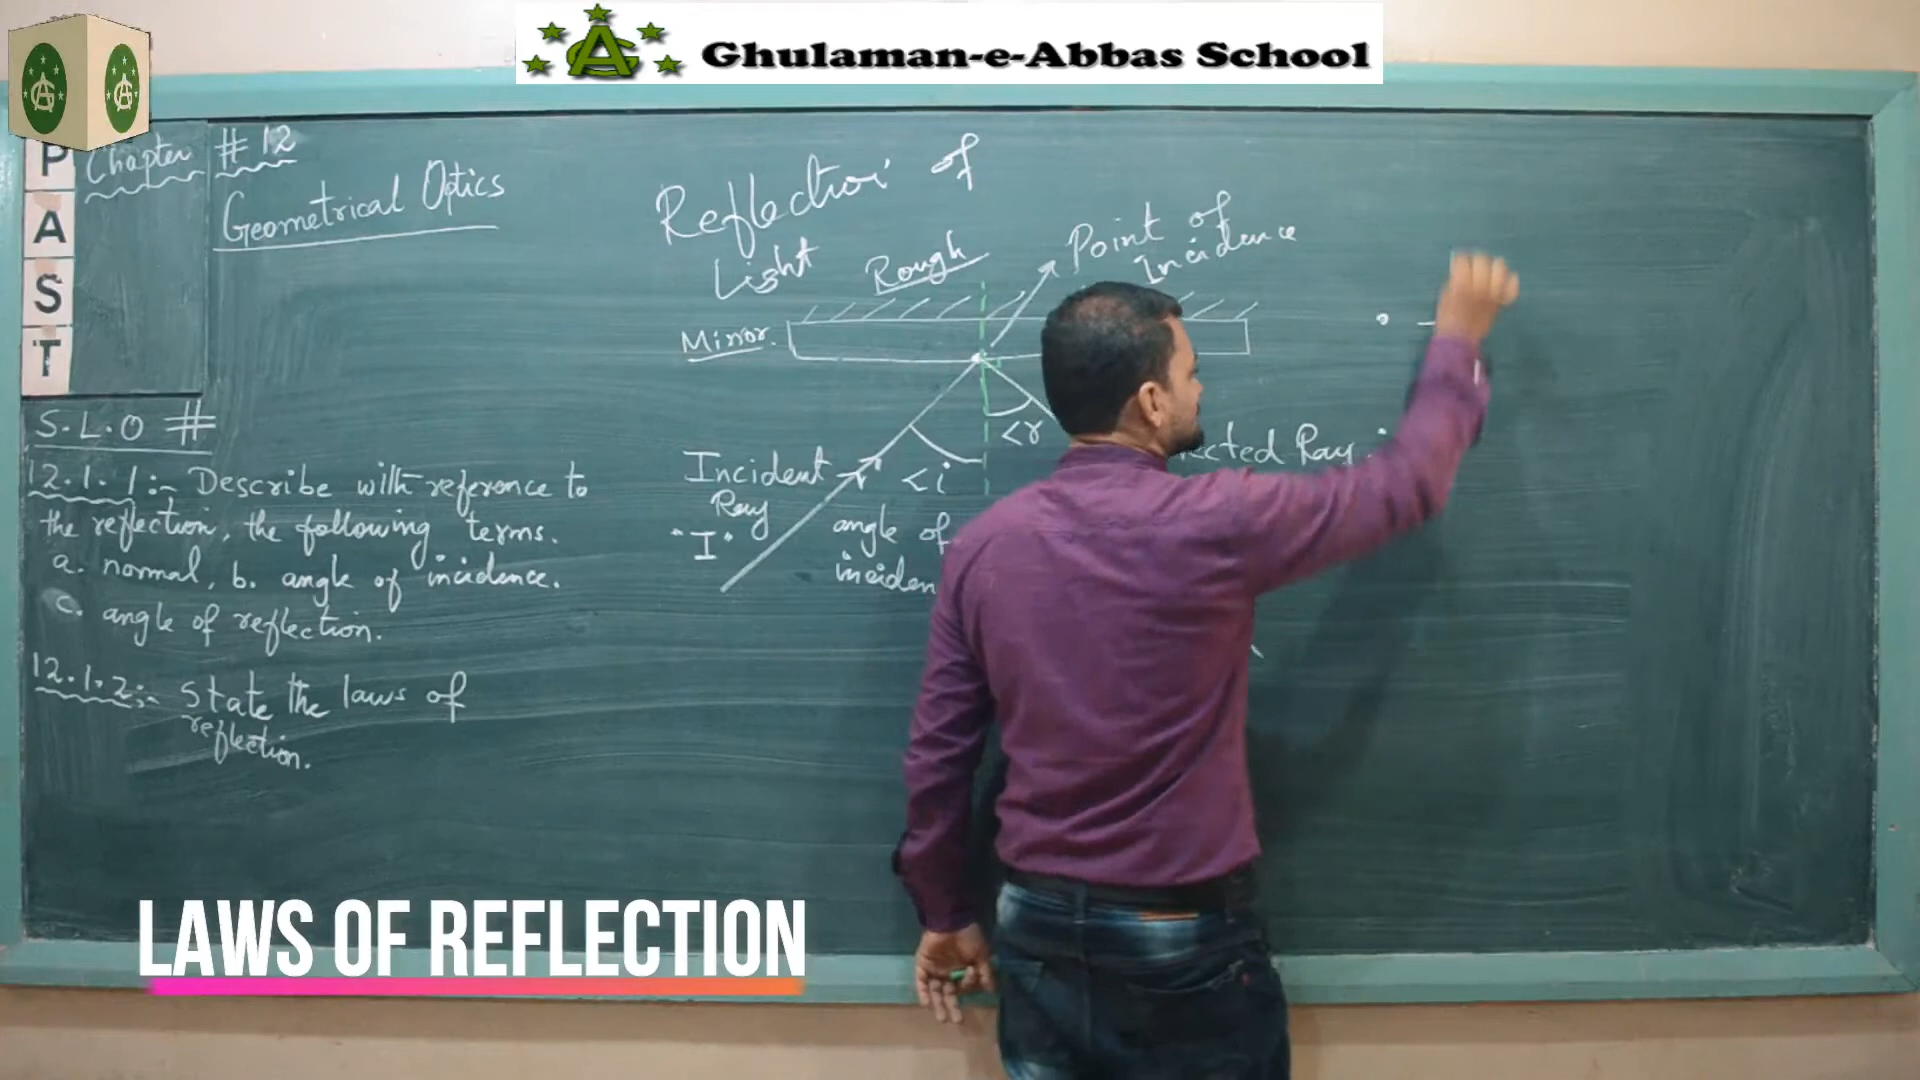 Ghulaman-e-Abbas School
PAST
Chapter # 12
Geometrical Optics
S.L.O #
12.1.1:- Describe with reference to
the reflection, the following terms.
a. normal, b. angle of incidence.
c. angle of reflection.
12.1.2:- State the laws of
reflection.
Reflection of
Light
Rough
Point of
Incidence
Mirror.
<r
<i
Incident
Ray
"I"
angle of
inciden
ected Ray
LAWS OF REFLECTION